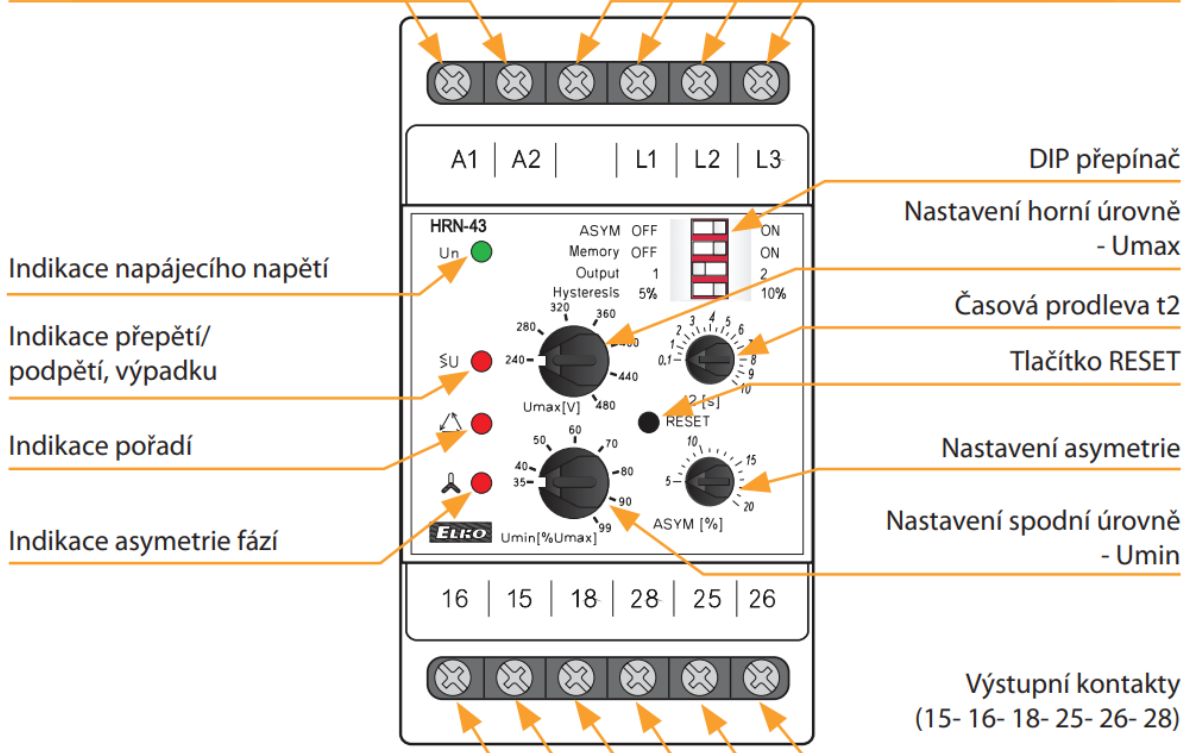 A1 A2 L1 L2 L3
DIP přepínač
Nastavení horní úrovně
- Umax
HRN-43
Un
ASYM OFF ON
Memory OFF ON
Output 1 2
Hysteresis 5% 10%
Indikace napájecího napětí
Časová prodleva t2
Indikace přepětí/
podpětí, výpadku
Tlačítko RESET
240 280 320 360 440 480
Umax[V]
0,1 1 2 3 4 5 6 8 9 10
[s]
U
RESET
Indikace pořadí
Nastavení asymetrie
35 40 50 60 70 80 90 99
Umin[%Umax]
5 10 15 20
ASYM [%]
Nastavení spodní úrovně
- Umin
Indikace asymetrie fází
ELKO
16 15 18 28 25 26
Výstupní kontakty
(15- 16- 18- 25- 26- 28)